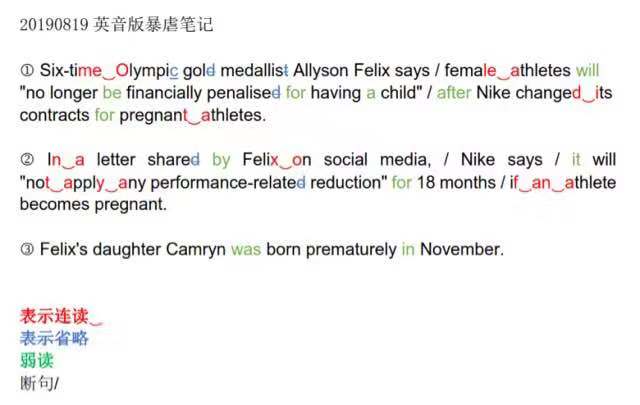 20190819 英音版暴虐笔记
① Six-time‿Olympic gold medallist Allyson Felix says / female‿athletes will
"no longer be financially penalised for having a child" / after Nike changed‿its
contracts for pregnant‿athletes.
② In‿a letter shared by Felix‿on social media, / Nike says / it will
"not‿apply‿any performance-related reduction" for 18 months / if‿an‿athlete
becomes pregnant.
③ Felix's daughter Camryn was born prematurely in November.
表示连读‿
表示省略
弱读
断句/